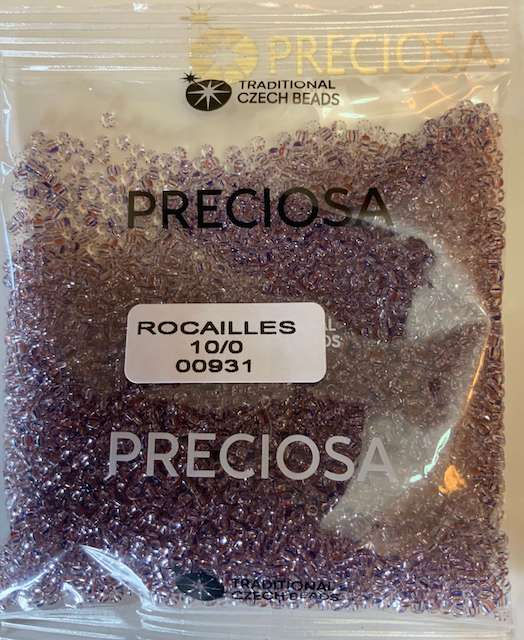 PRECIOSA
TRADITIONAL
CZECH BEADS
PRECIOSA
ROCAILLES
10/0
00931
PRECIOSA
TRADITIONAL
CZECH BEADS